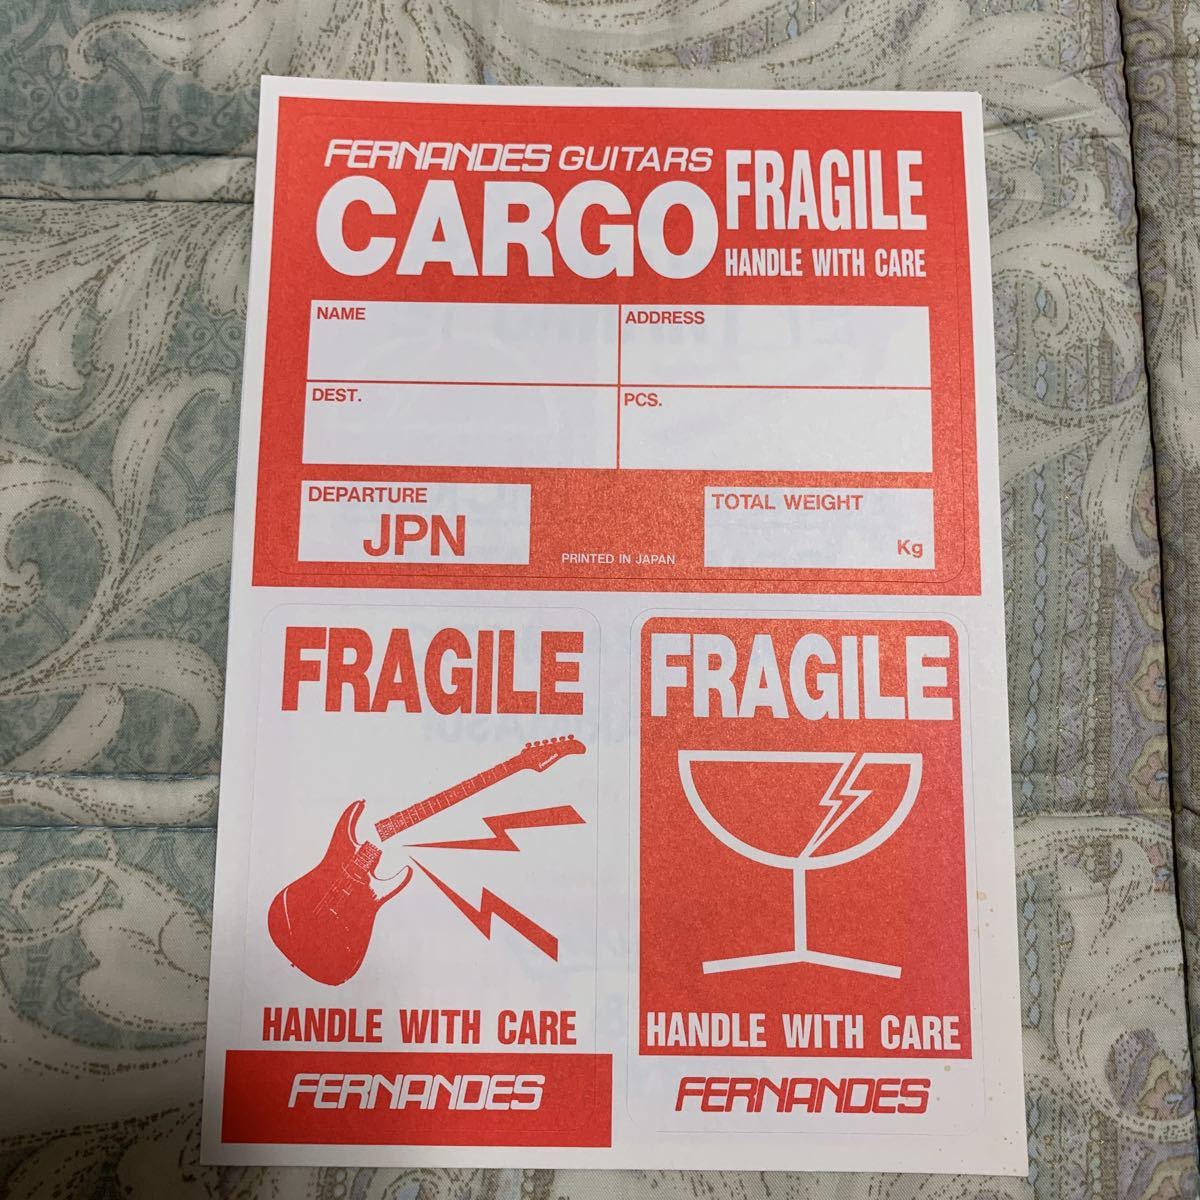 FERNANDES GUITARS
CARGO
FRAGILE
HANDLE WITH CARE
NAME
ADDRESS
DEST.
PCS.
DEPARTURE
JPN
PRINTED IN JAPAN
TOTAL WEIGHT
Kg
FRAGILE
HANDLE WITH CARE
FERNANDES
FRAGILE
HANDLE WITH CARE
FERNANDES